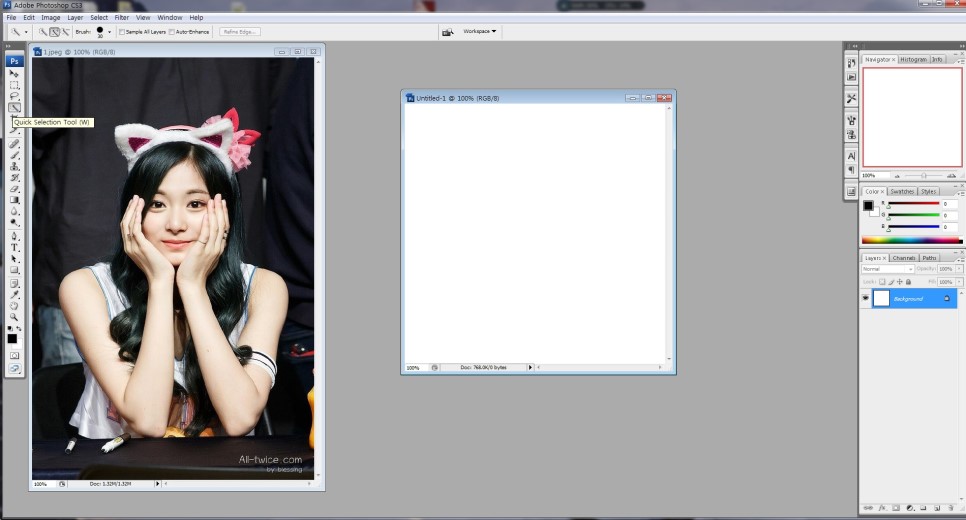 Adobe Photoshop CS3
File Edit Image Layer Select Filter View Window Help
Brush: 30 Sample All Layers Auto-Enhance Refine Edge... Workspace
1.jpeg @ 100% (RGB/8)
Ps
Quick Selection Tool (W)
T
All-twice.com
by blessing
100% Doc: 1.32M/1.32M
Untitled-1 @ 100% (RGB/8)
100% Doc: 768.0K/0 bytes
Navigator × Histogram Info
100%
Color × Swatches Styles
R 0
G 0
B 0
Layers × Channels Paths
Normal Opacity: 100%
Lock: Fill: 100%
Background